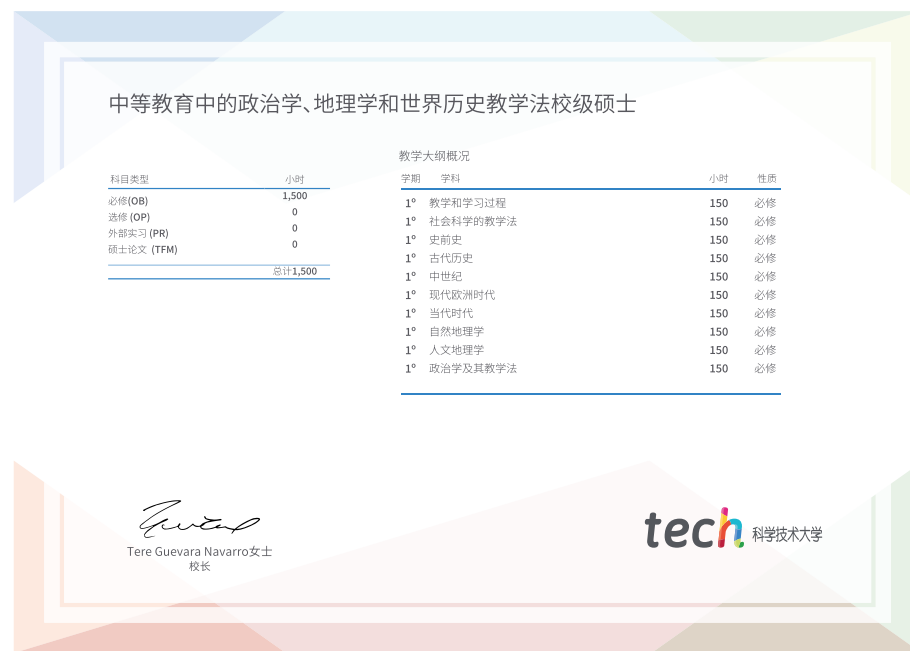 中等教育中的政治学、地理学和世界历史教学法校级硕士
科目类型 小时
必修(OB) 1,500
选修 (OP) 0
外部实习 (PR) 0
硕士论文 (TFM) 0
总计1,500
教学大纲概况
学期 学科 小时 性质
1º 教学和学习过程 150 必修
1º 社会科学的教学法 150 必修
1º 史前史 150 必修
1º 古代历史 150 必修
1º 中世纪 150 必修
1º 现代欧洲时代 150 必修
1º 当代时代 150 必修
1º 自然地理学 150 必修
1º 人文地理学 150 必修
1º 政治学及其教学法 150 必修
Tere Guevara Navarro女士
校长
tech 科学技术大学